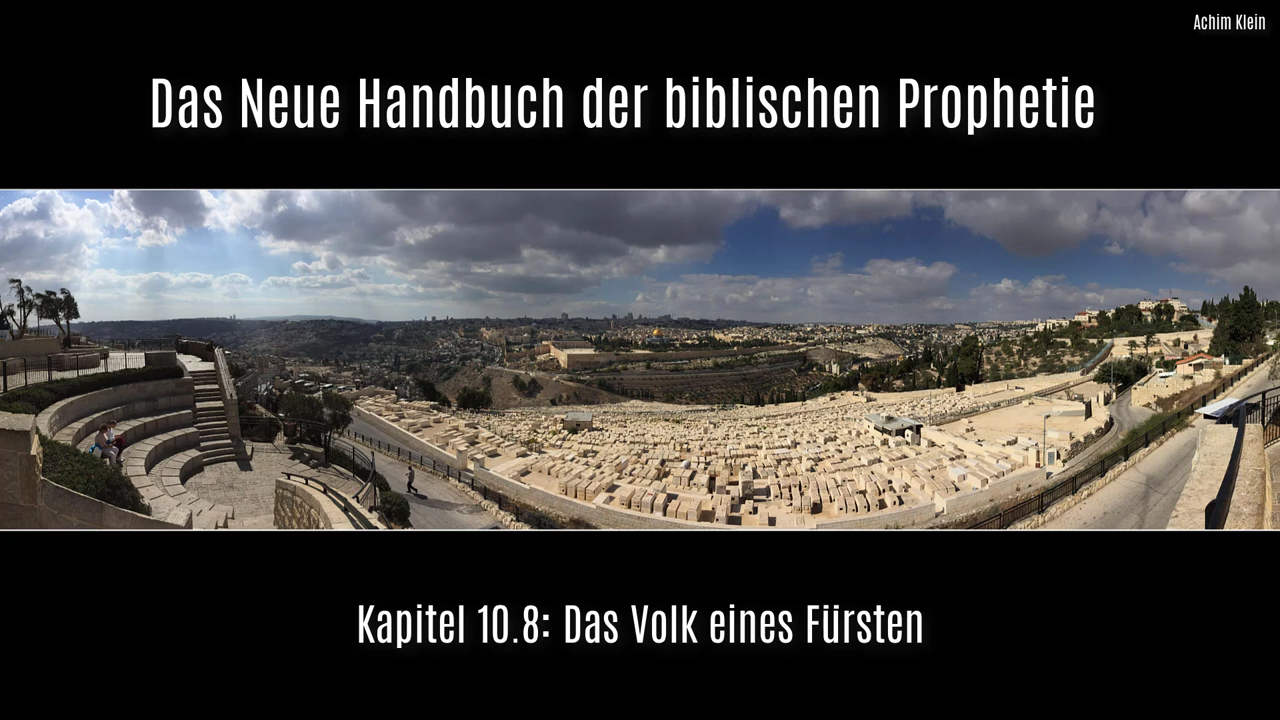 Achim Klein
Das Neue Handbuch der biblischen Prophetie
Kapitel 10.8: Das Volk eines Fürsten